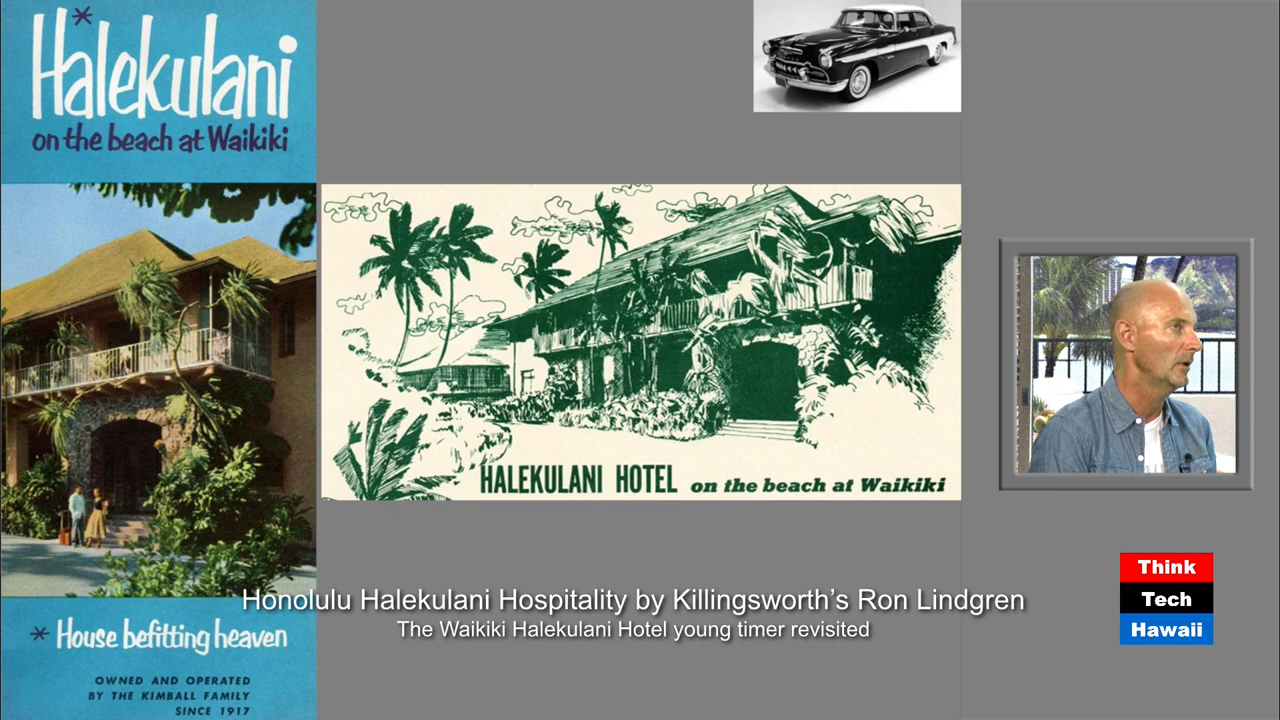 *
Halekulani
on the beach at Waikiki
HALEKULANI HOTEL on the beach at Waikiki
Think
Tech
Hawaii
Honolulu Halekulani Hospitality by Killingsworth’s Ron Lindgren
The Waikiki Halekulani Hotel young timer revisited
* House befitting heaven
OWNED AND OPERATED
BY THE KIMBALL FAMILY
SINCE 1917